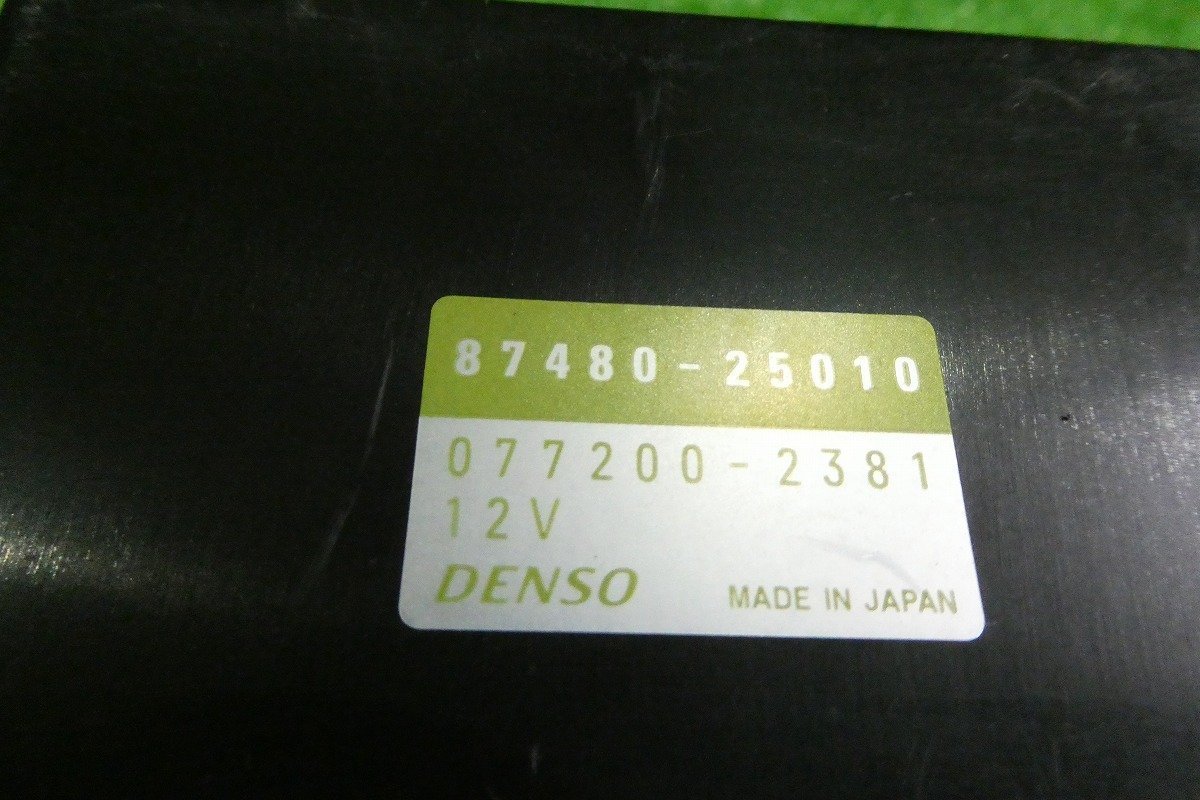 87480-25010
077200-2381
12V
DENSO
MADE IN JAPAN